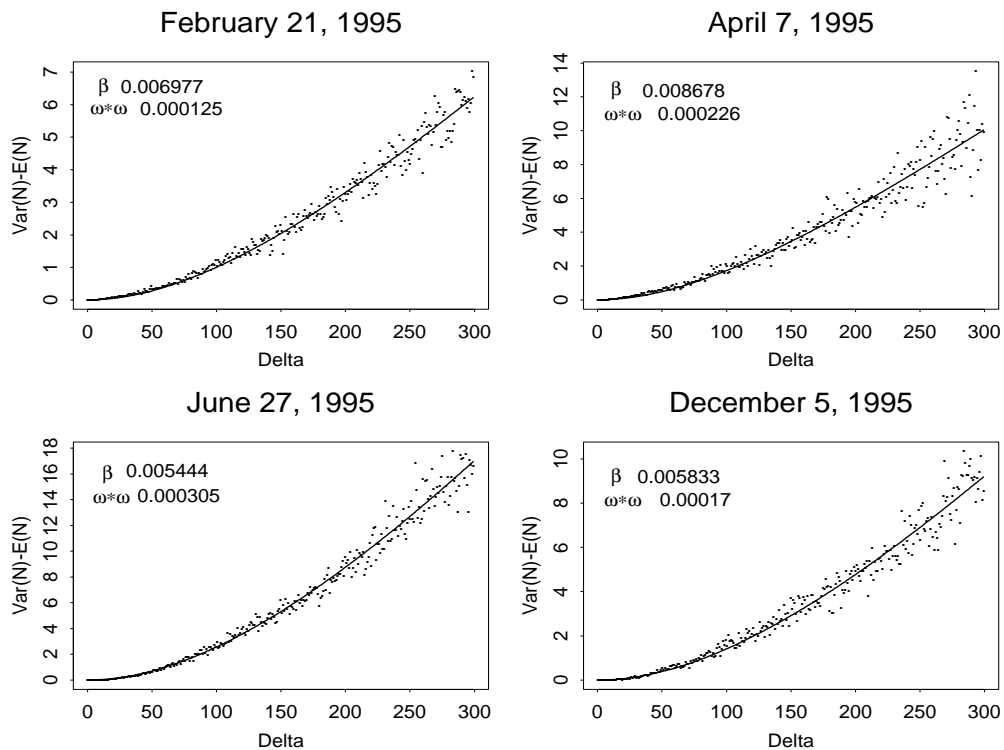 February 21, 1995
β 0.006977
ω*ω 0.000125
Var(N)-E(N)
0 1 2 3 4 5 6 7
0 50 100 150 200 250 300
Delta
April 7, 1995
β 0.008678
ω*ω 0.000226
Var(N)-E(N)
0 2 4 6 8 10 12 14
0 50 100 150 200 250 300
Delta
June 27, 1995
β 0.005444
ω*ω 0.000305
Var(N)-E(N)
0 2 4 6 8 10 12 14 16 18
0 50 100 150 200 250 300
Delta
December 5, 1995
β 0.005833
ω*ω 0.00017
Var(N)-E(N)
0 2 4 6 8 10
0 50 100 150 200 250 300
Delta